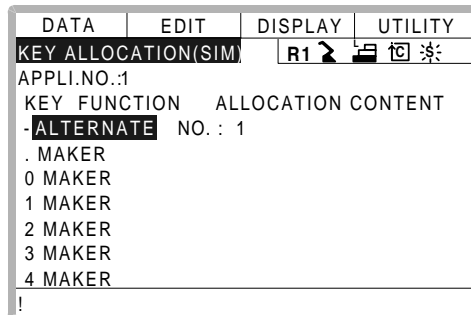 DATA EDIT DISPLAY UTILITY
KEY ALLOCATION(SIM) R1 C S
APPLI.NO.:1
KEY FUNCTION ALLOCATION CONTENT
-ALTERNATE NO. : 1
. MAKER
0 MAKER
1 MAKER
2 MAKER
3 MAKER
4 MAKER
!